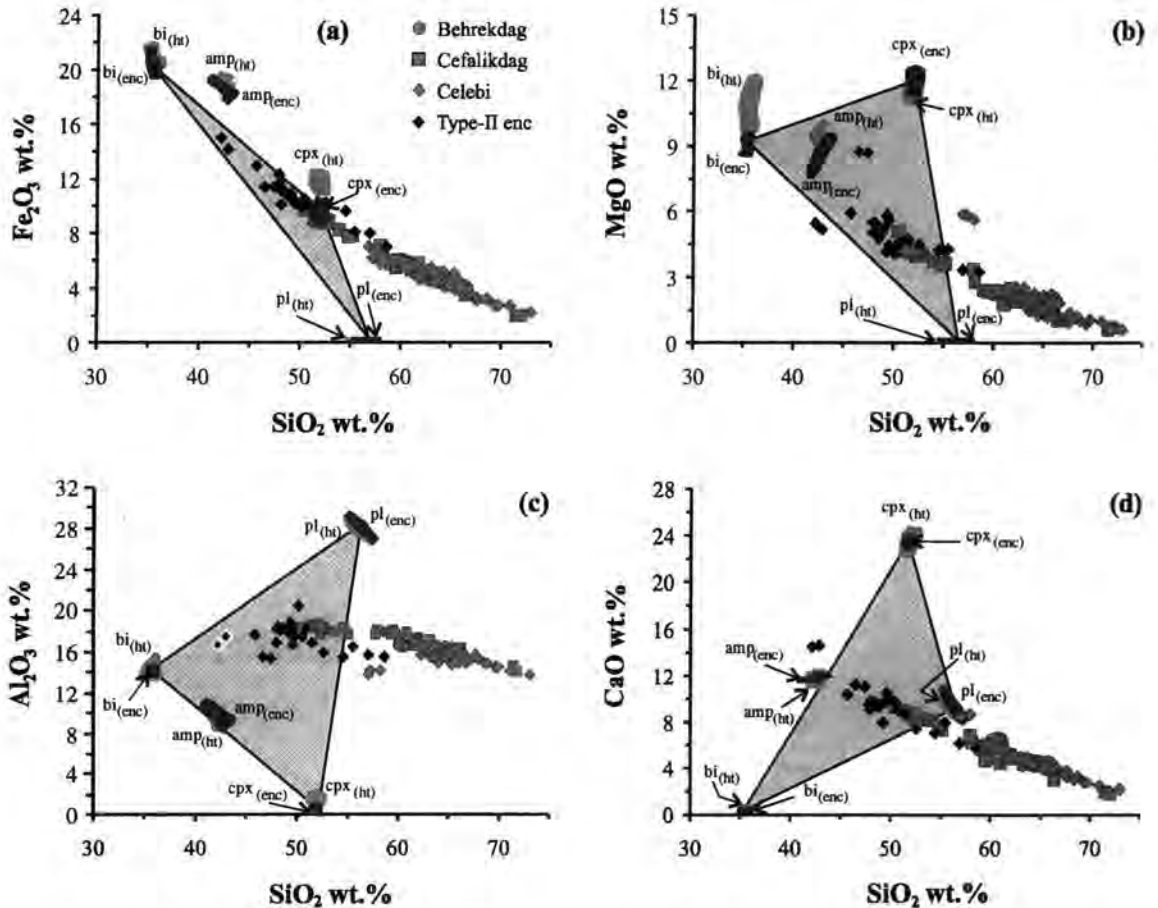 (a)
Fe₂O₃ wt.%
24
20
16
12
8
4
0
30 40 50 60 70
SiO₂ wt.%
bi(ht)
bi(enc)
amp(ht)
amp(enc)
cpx(ht)
cpx(enc)
pl(ht)
pl(enc)
Behrekdag
Cefalikdag
Celebi
Type-II enc
(b)
MgO wt.%
15
12
9
6
3
0
30 40 50 60 70
SiO₂ wt.%
cpx(enc)
cpx(ht)
bi(ht)
amp(ht)
bi(enc)
amp(enc)
pl(ht)
pl(enc)
(c)
Al₂O₃ wt.%
32
28
24
20
16
12
8
4
0
30 40 50 60 70
SiO₂ wt.%
pl(ht)
pl(enc)
bi(ht)
bi(enc)
amp(enc)
amp(ht)
cpx(enc)
cpx(ht)
(d)
CaO wt.%
28
24
20
16
12
8
4
0
30 40 50 60 70
SiO₂ wt.%
cpx(ht)
cpx(enc)
amp(enc)
amp(ht)
pl(ht)
pl(enc)
bi(ht)
bi(enc)